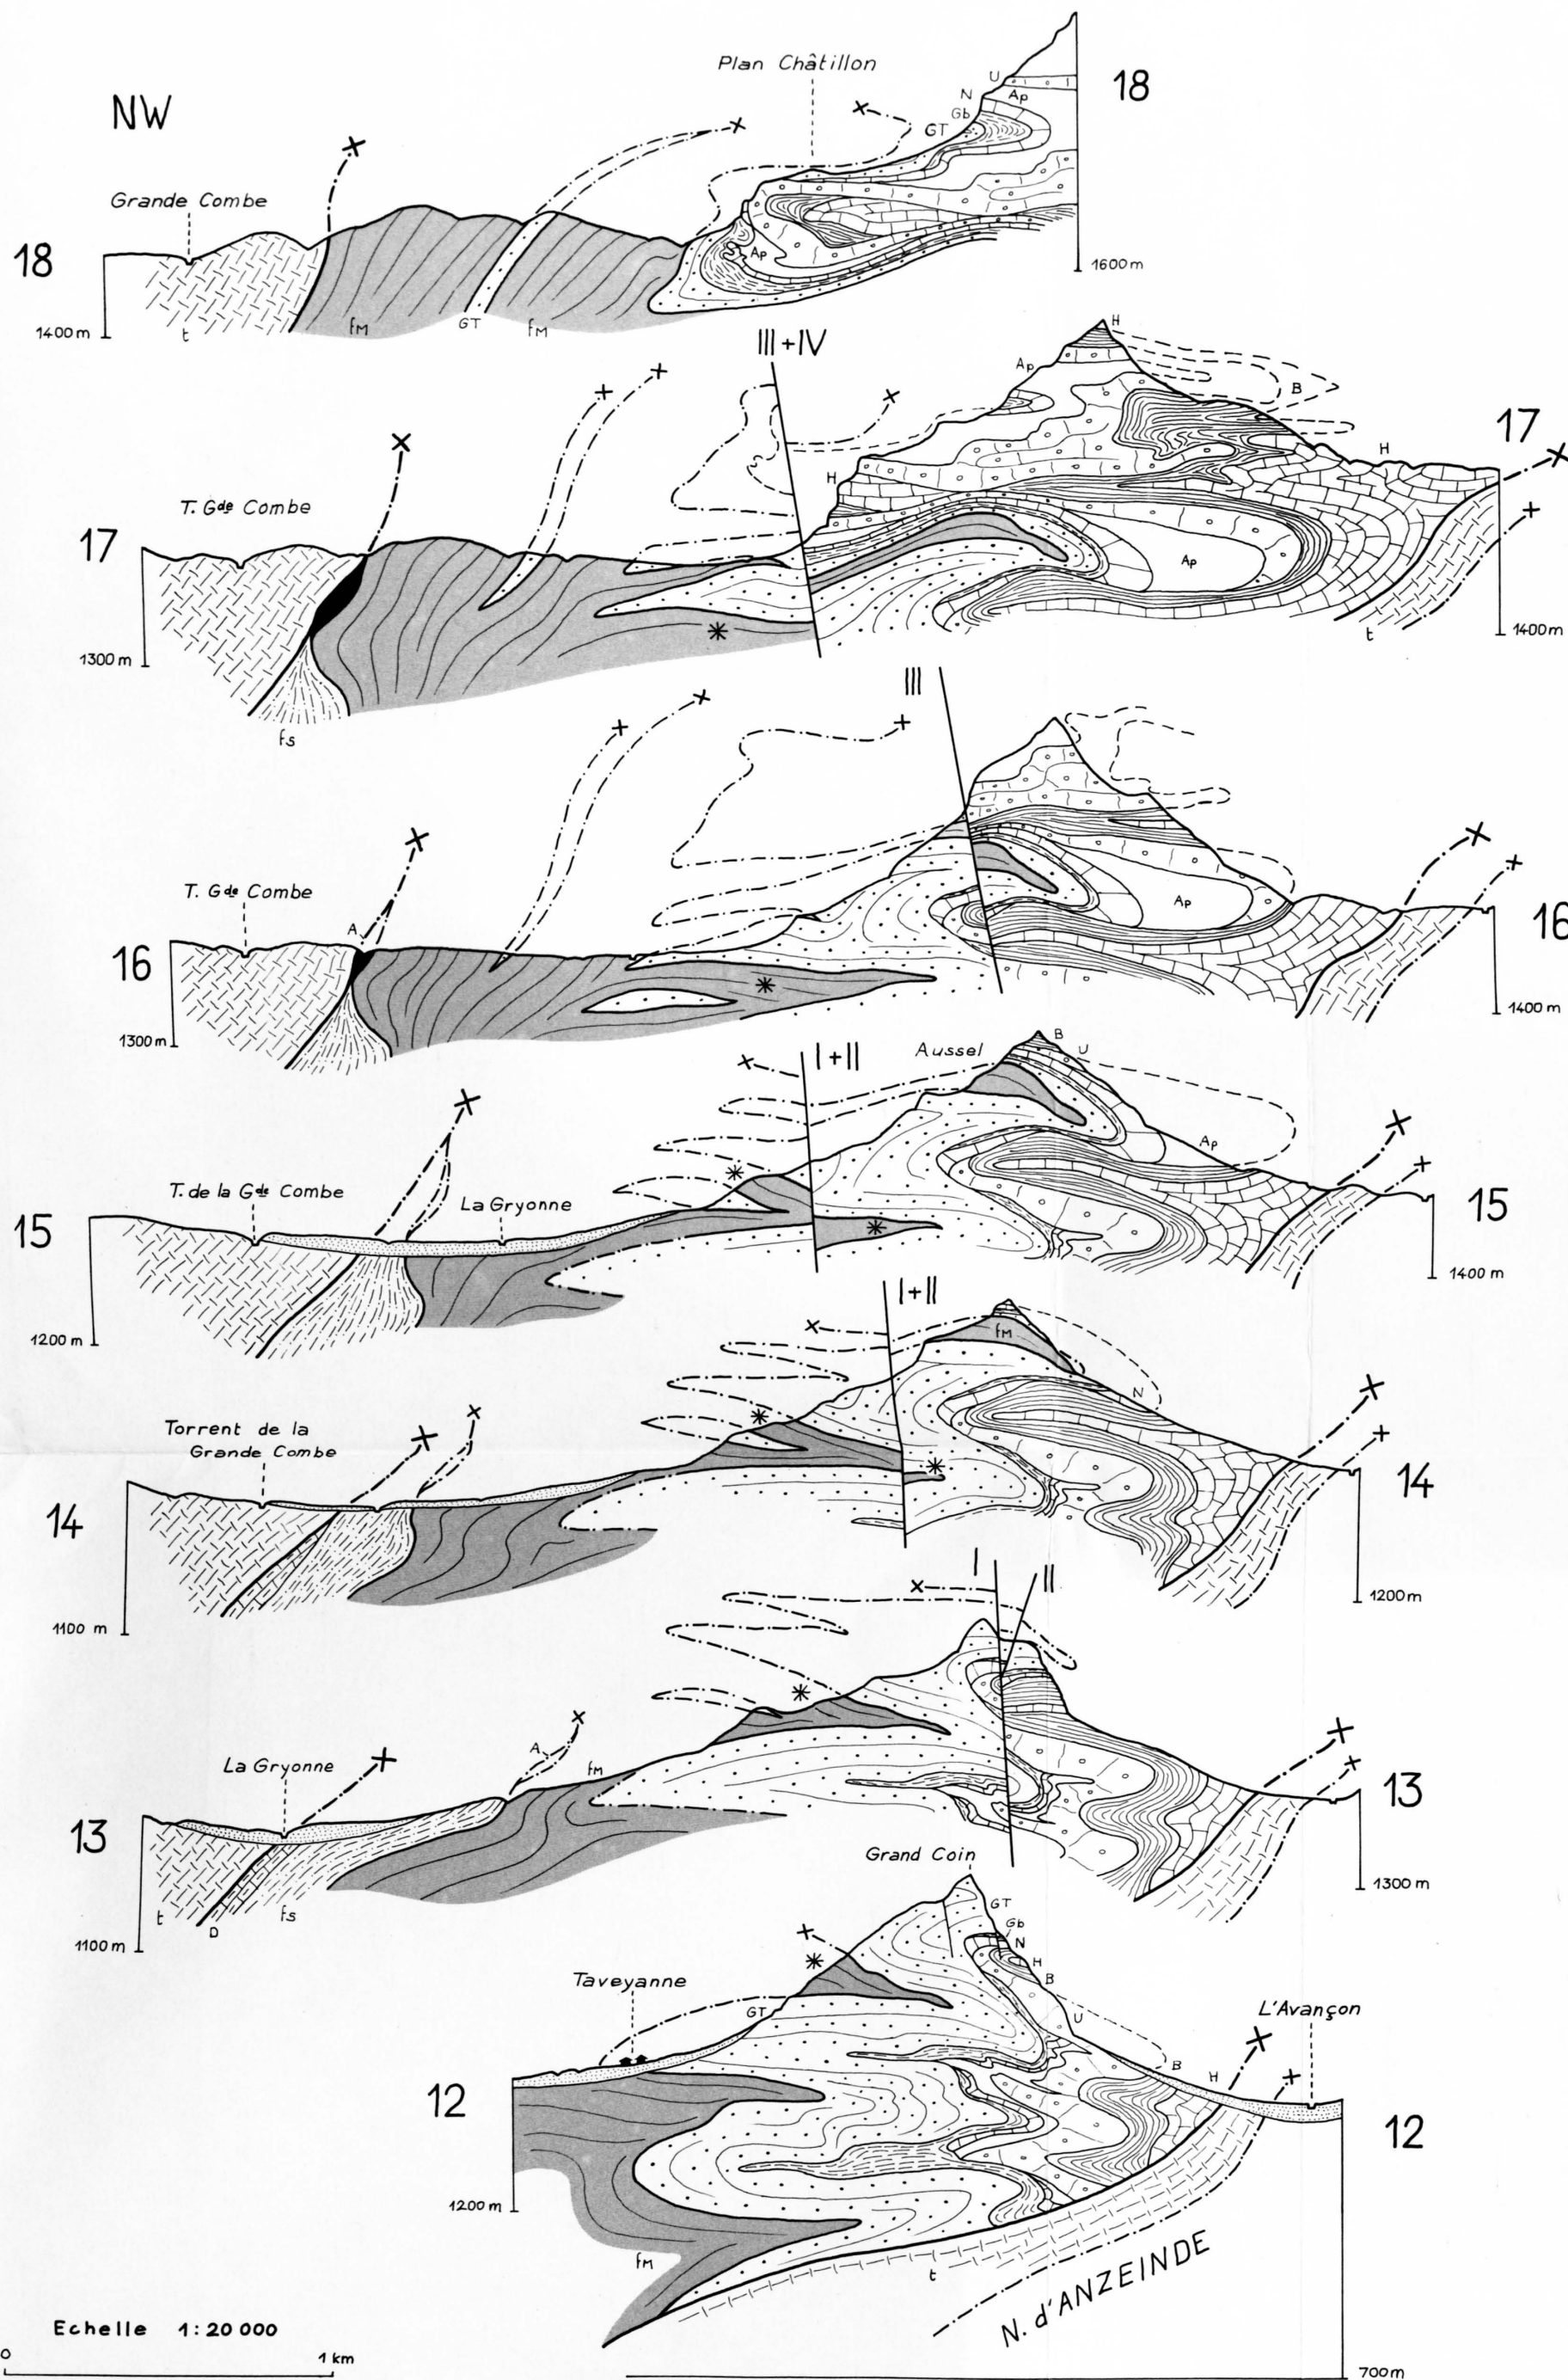 Plan Châtillon
18
NW
U
N
Ap
Gb
GT
Grande Combe
18
Ap
1600 m
1400 m
t
fM
GT
fM
III+IV
H
Ap
B
17
T. Gde Combe
H
H
17
Ap
1300 m
t
1400 m
fs
III
T. Gde Combe
A
Ap
16
16
1300 m
1400 m
I+II
Aussel
B
U
Ap
T. de la Gde Combe
La Gryonne
15
15
1400 m
1200 m
I+II
fM
N
Torrent de la
Grande Combe
14
14
1200 m
1100 m
I
II
A
La Gryonne
fM
13
13
Grand Coin
1300 m
t
D
fs
1100 m
GT
Gb
N
H
B
Taveyanne
GT
U
L'Avançon
B
H
12
12
1200 m
fM
t
N. d'ANZEINDE
Echelle 1:20 000
0
1 km
700 m